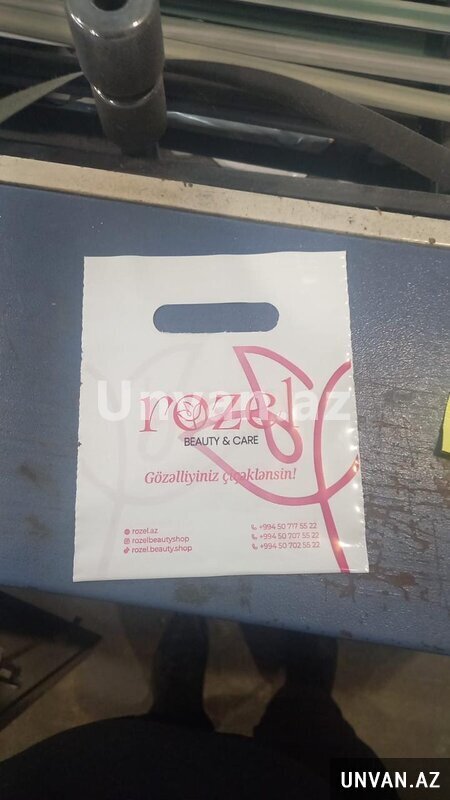 Unvan.az
rozel
BEAUTY & CARE
Gözəlliyiniz çiçəklənsin!
rozel.az
rozelbeautyshop
rozel.beauty.shop
+994 50 717 55 22
+994 50 707 55 22
+994 50 702 55 22
UNVAN.AZ